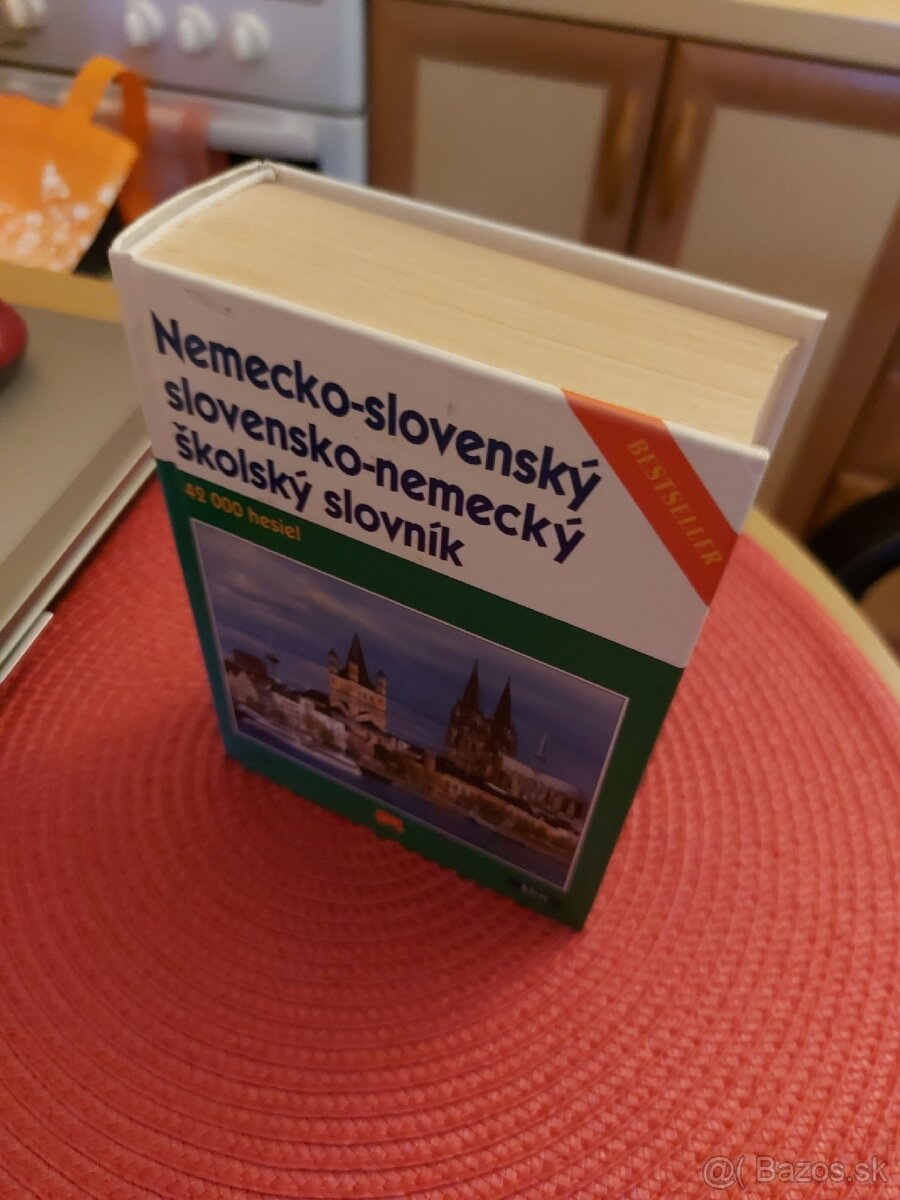 Nemecko-slovenský
slovensko-nemecký
školský slovník
BESTSELLER
42 000 hesiel
@( Bazos.sk